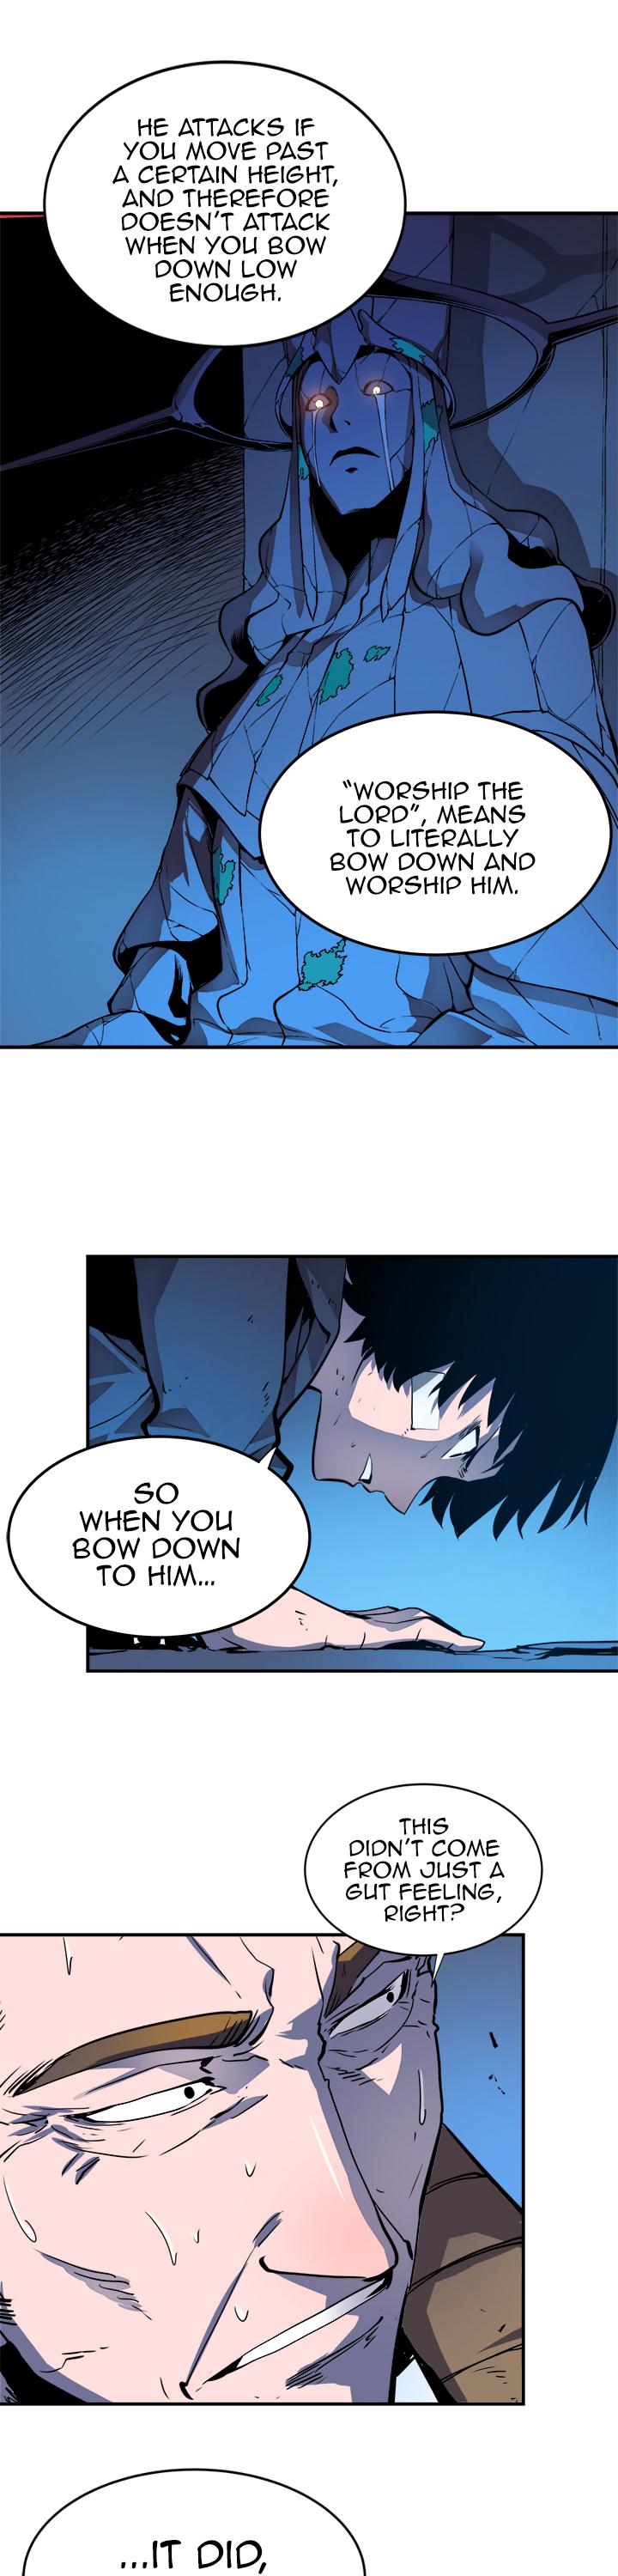 HE ATTACKS IF
YOU MOVE PAST
A CERTAIN HEIGHT,
AND THEREFORE
DOESN'T ATTACK
WHEN YOU BOW
DOWN LOW
ENOUGH.
"WORSHIP THE
LORD", MEANS
TO LITERALLY
BOW DOWN AND
WORSHIP HIM.
SO
WHEN YOU
BOW DOWN
TO HIM...
THIS
DIDN'T COME
FROM JUST A
GUT FEELING,
RIGHT?
...IT DID,